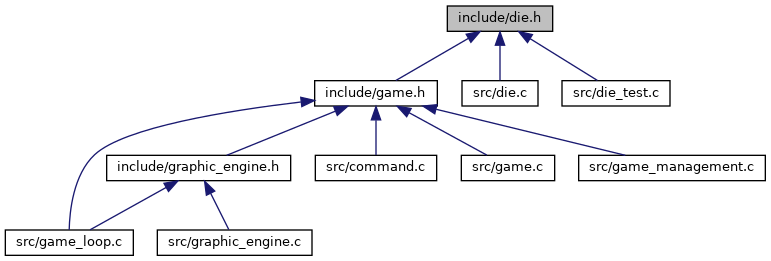 include/die.h
include/game.h
src/die.c
src/die_test.c
include/graphic_engine.h
src/command.c
src/game.c
src/game_management.c
src/game_loop.c
src/graphic_engine.c